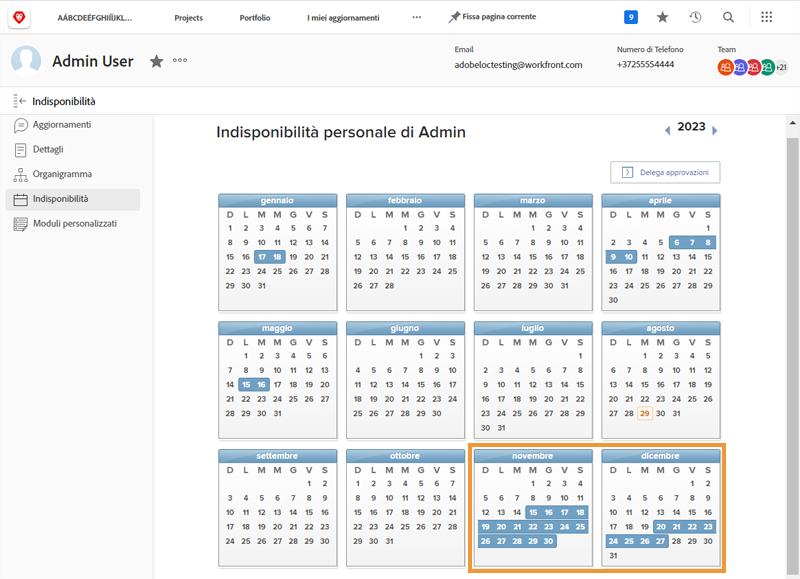 AÁBCDEÉFGHIÍJKL... Projects Portfolio I miei aggiornamenti ... Fissa pagina corrente 9
Admin User
Email
adobeloctesting@workfront.com
Numero di Telefono
+37255554444
Team
+21
Indisponibilità
Aggiornamenti
Dettagli
Organigramma
Indisponibilità
Moduli personalizzati
Indisponibilità personale di Admin
2023
Delega approvazioni
gennaio
D L M M G V S
1 2 3 4 5 6 7
8 9 10 11 12 13 14
15 16 17 18 19 20 21
22 23 24 25 26 27 28
29 30 31
febbraio
D L M M G V S
1 2 3 4
5 6 7 8 9 10 11
12 13 14 15 16 17 18
19 20 21 22 23 24 25
26 27 28
marzo
D L M M G V S
1 2 3 4
5 6 7 8 9 10 11
12 13 14 15 16 17 18
19 20 21 22 23 24 25
26 27 28 29 30 31
aprile
D L M M G V S
1
2 3 4 5 6 7 8
9 10 11 12 13 14 15
16 17 18 19 20 21 22
23 24 25 26 27 28 29
30
maggio
D L M M G V S
1 2 3 4 5 6
7 8 9 10 11 12 13
14 15 16 17 18 19 20
21 22 23 24 25 26 27
28 29 30 31
giugno
D L M M G V S
1 2 3
4 5 6 7 8 9 10
11 12 13 14 15 16 17
18 19 20 21 22 23 24
25 26 27 28 29 30
luglio
D L M M G V S
1
2 3 4 5 6 7 8
9 10 11 12 13 14 15
16 17 18 19 20 21 22
23 24 25 26 27 28 29
30 31
agosto
D L M M G V S
1 2 3 4 5
6 7 8 9 10 11 12
13 14 15 16 17 18 19
20 21 22 23 24 25 26
27 28 29 30 31
settembre
D L M M G V S
1 2
3 4 5 6 7 8 9
10 11 12 13 14 15 16
17 18 19 20 21 22 23
24 25 26 27 28 29 30
ottobre
D L M M G V S
1 2 3 4 5 6 7
8 9 10 11 12 13 14
15 16 17 18 19 20 21
22 23 24 25 26 27 28
29 30 31
novembre
D L M M G V S
1 2 3 4
5 6 7 8 9 10 11
12 13 14 15 16 17 18
19 20 21 22 23 24 25
26 27 28 29 30
dicembre
D L M M G V S
1 2
3 4 5 6 7 8 9
10 11 12 13 14 15 16
17 18 19 20 21 22 23
24 25 26 27 28 29 30
31